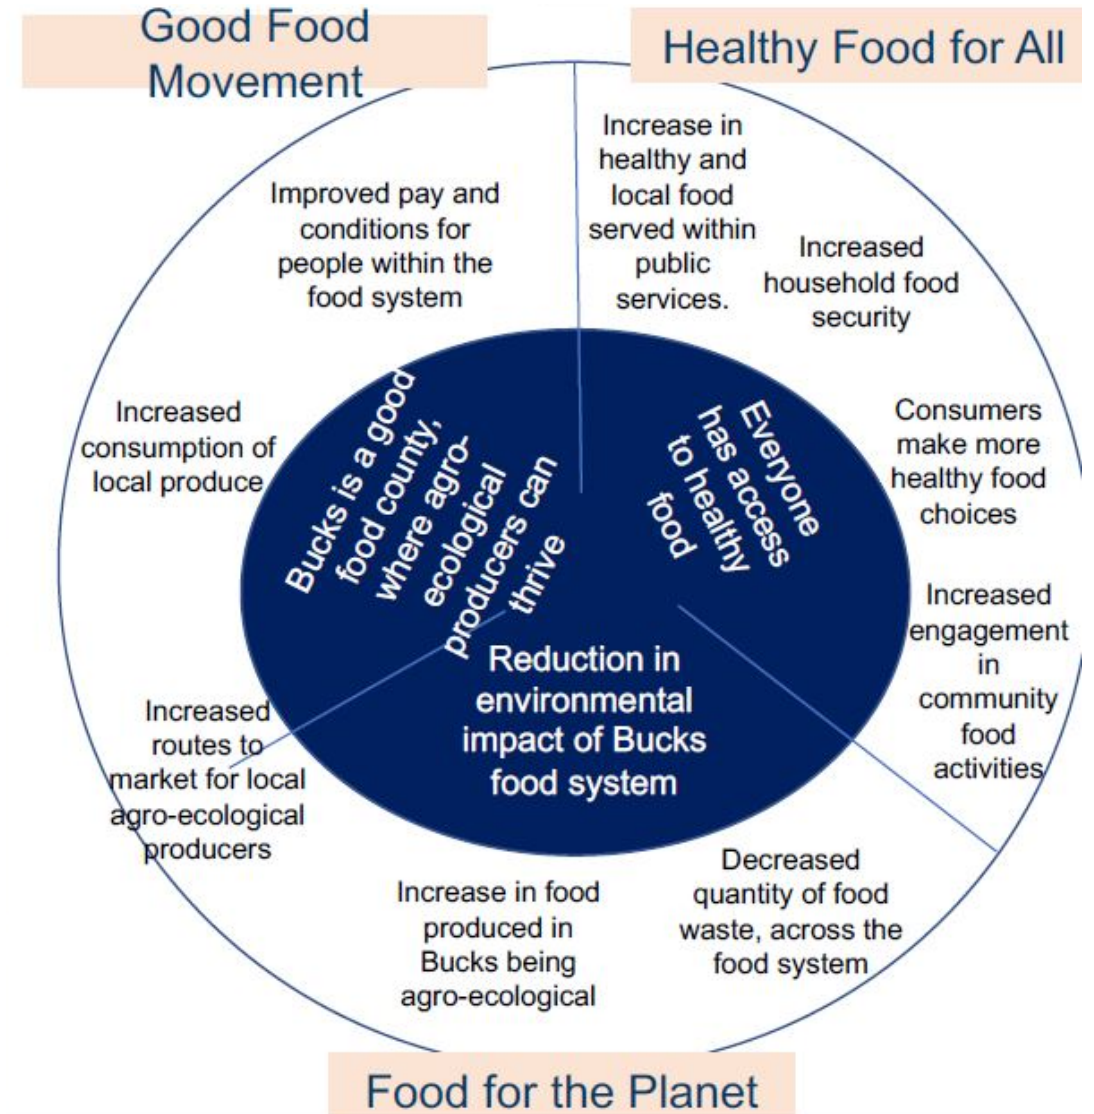 Good Food
Movement
Healthy Food for All
Improved pay and
conditions for
people within the
food system
Increase in
healthy and
local food
served within
public
services.
Increased
household food
security
Increased
consumption of
local produce
Consumers
make more
healthy food
choices
Bucks is a good
food county,
where agro-
ecological
producers can
thrive
Everyone
has access
to healthy
food
Reduction in
environmental
impact of Bucks
food system
Increased
engagement
in
community
food
activities
Increased
routes to
market for local
agro-ecological
producers
Increase in food
produced in
Bucks being
agro-ecological
Decreased
quantity of food
waste, across the
food system
Food for the Planet